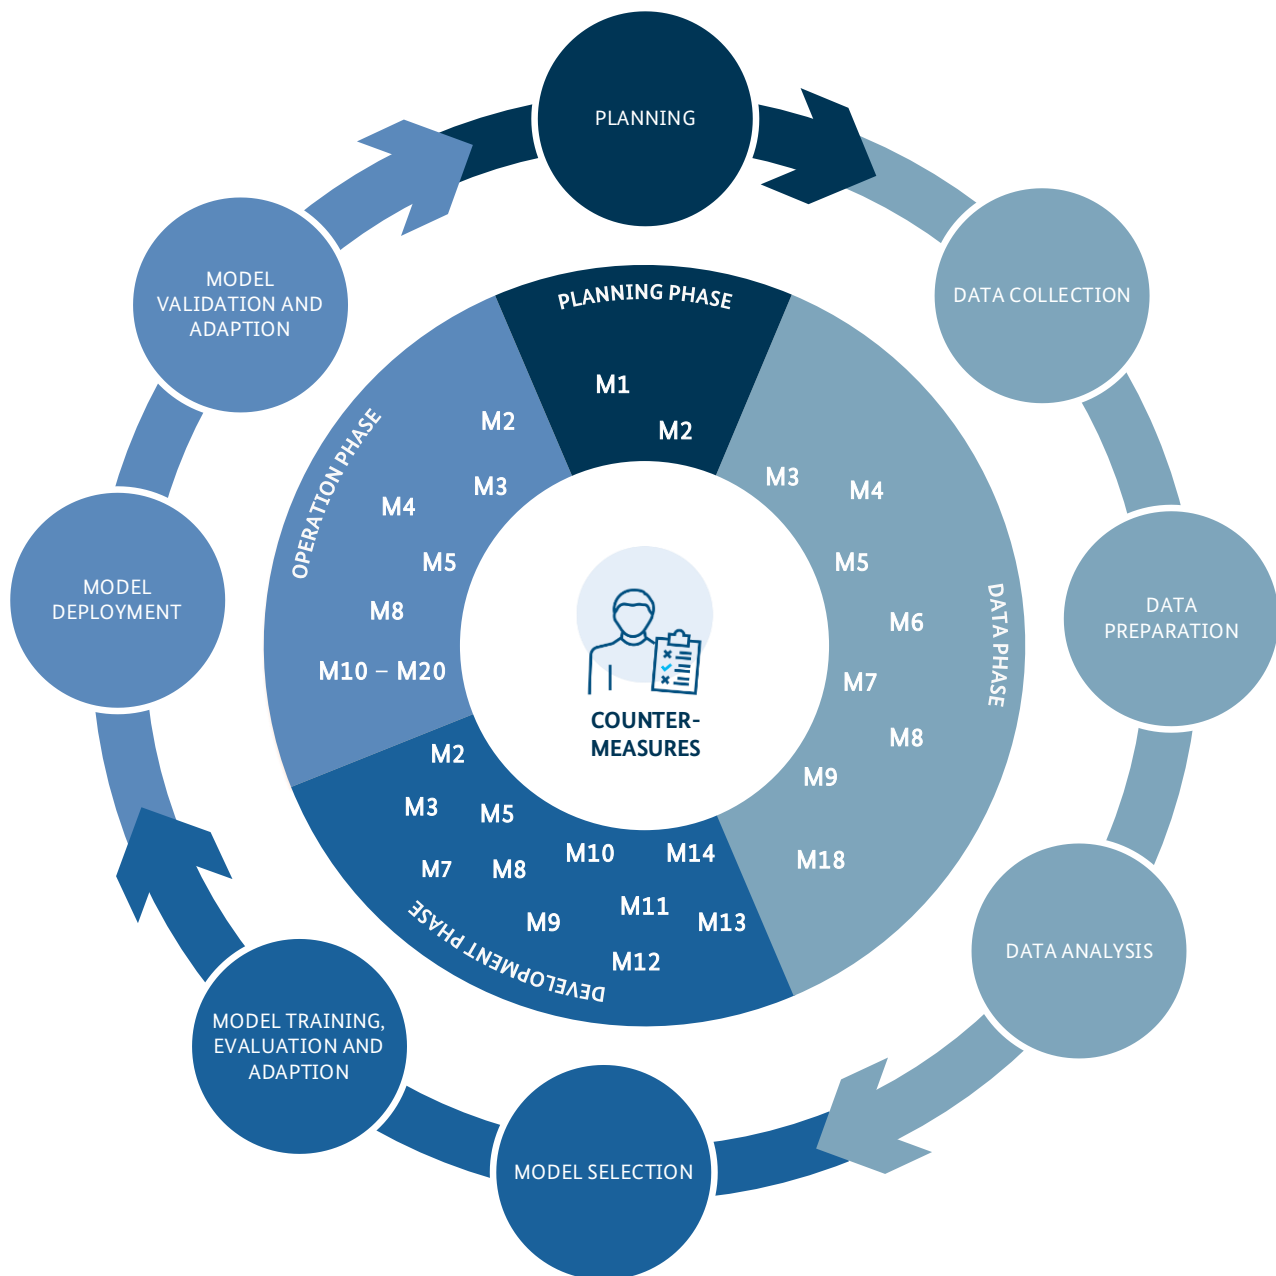 PLANNING
DATA COLLECTION
DATA
PREPARATION
DATA ANALYSIS
MODEL SELECTION
MODEL TRAINING,
EVALUATION AND
ADAPTION
MODEL
DEPLOYMENT
MODEL
VALIDATION AND
ADAPTION
PLANNING PHASE
M1
M2
DATA PHASE
M3
M4
M5
M6
M7
M8
M9
M18
DEVELOPMENT PHASE
M2
M3
M5
M7
M8
M9
M10
M14
M11
M13
M12
OPERATION PHASE
M2
M3
M4
M5
M8
M10 – M20
COUNTER-
MEASURES